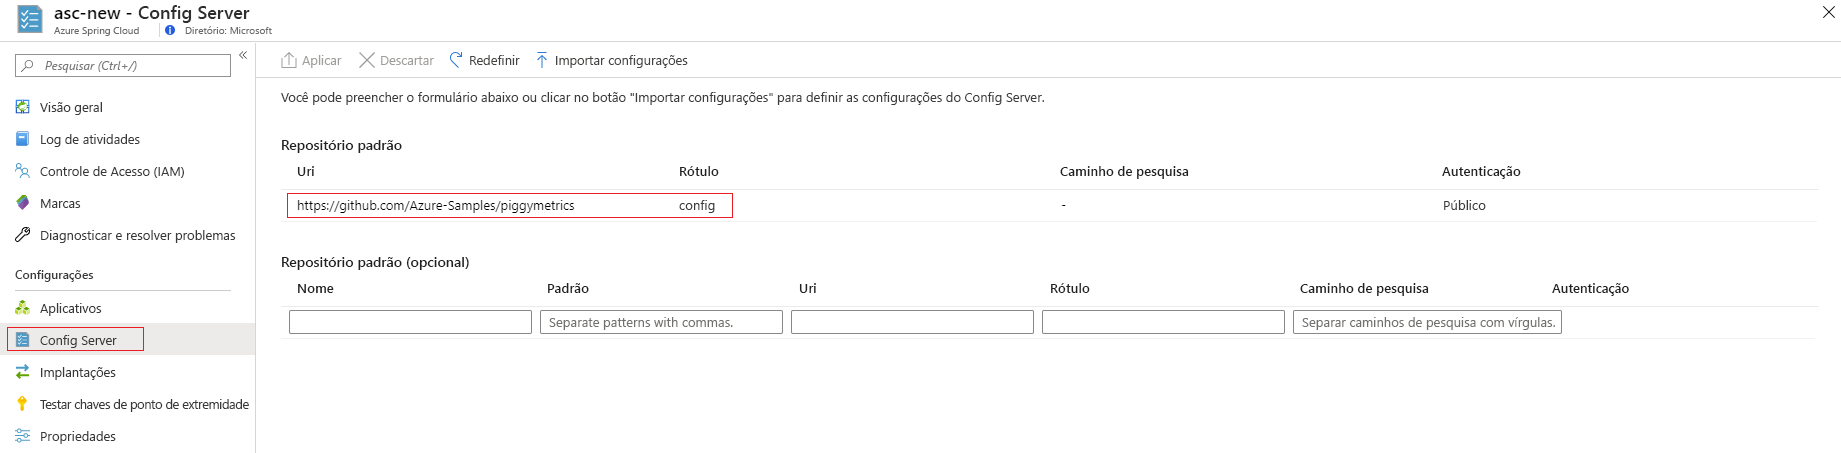 asc-new - Config Server
Azure Spring Cloud
Diretório: Microsoft
Pesquisar (Ctrl+/)
Visão geral
Log de atividades
Controle de Acesso (IAM)
Marcas
Diagnosticar e resolver problemas
Configurações
Aplicativos
Config Server
Implantações
Testar chaves de ponto de extremidade
Propriedades
Aplicar Descartar Redefinir Importar configurações
Você pode preencher o formulário abaixo ou clicar no botão "Importar configurações" para definir as configurações do Config Server.
Repositório padrão
Uri Rótulo Caminho de pesquisa Autenticação
https://github.com/Azure-Samples/piggymetrics config - Público
Repositório padrão (opcional)
Nome Padrão Uri Rótulo Caminho de pesquisa Autenticação
Separate patterns with commas. Separar caminhos de pesquisa com vírgulas.